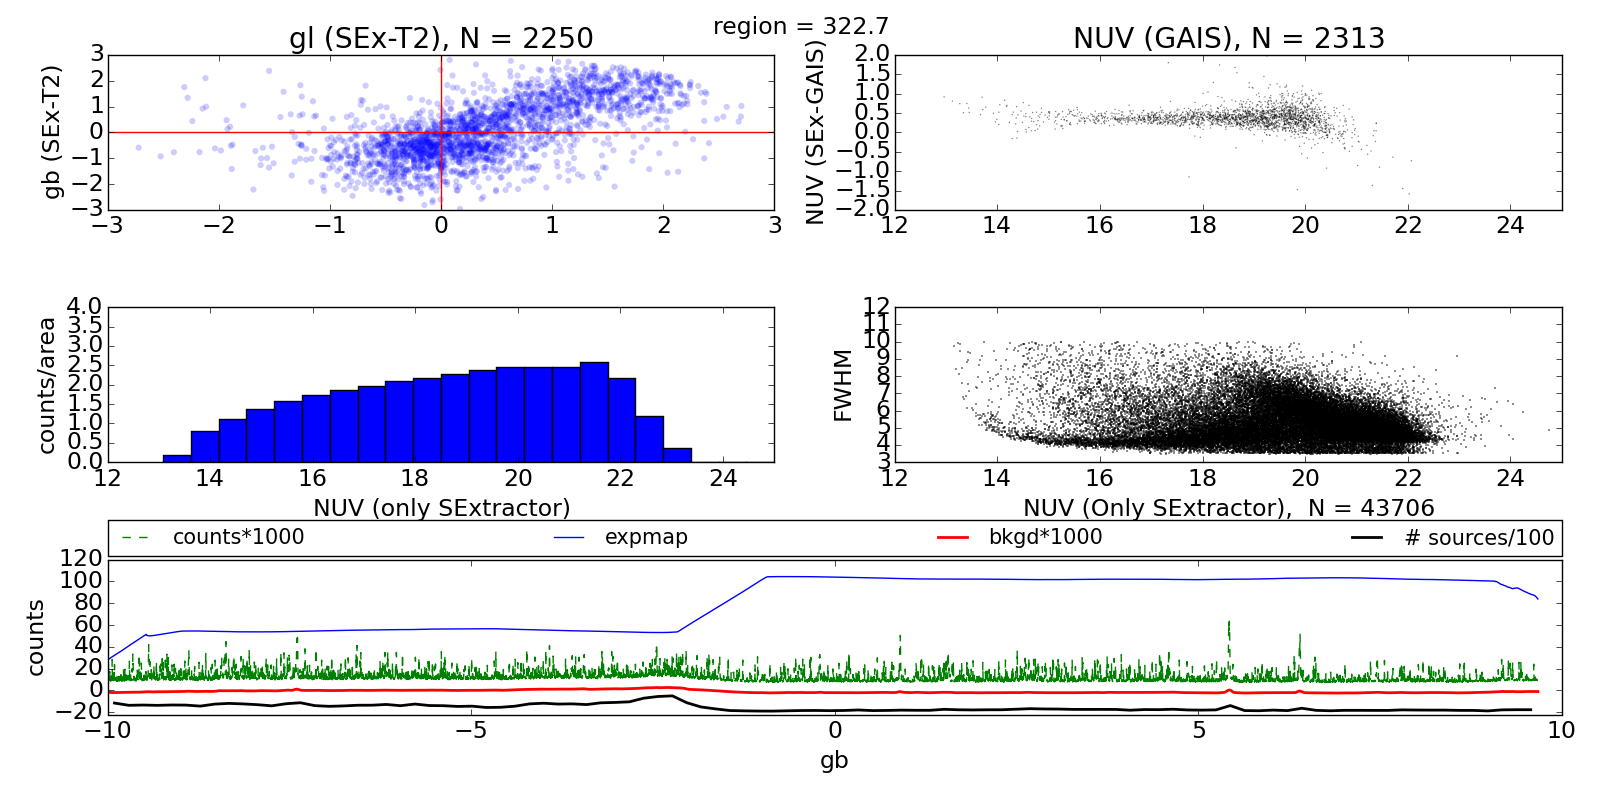 region = 322.7
gl (SEx-T2), N = 2250
gb (SEx-T2)
3
2
1
0
−1
−2
−3
−3 −2 −1 0 1 2 3
NUV (GAIS), N = 2313
NUV (SEx-GAIS)
2.0
1.5
1.0
0.5
0.0
−0.5
−1.0
−1.5
−2.0
12 14 16 18 20 22 24
counts/area
4.0
3.5
3.0
2.5
2.0
1.5
1.0
0.5
0.0
12 14 16 18 20 22 24
NUV (only SExtractor)
FWHM
12
11
10
9
8
7
6
5
4
3
12 14 16 18 20 22 24
NUV (Only SExtractor), N = 43706
counts*1000 expmap bkgd*1000 # sources/100
counts
120
100
80
60
40
20
0
−20
−10 −5 0 5 10
gb